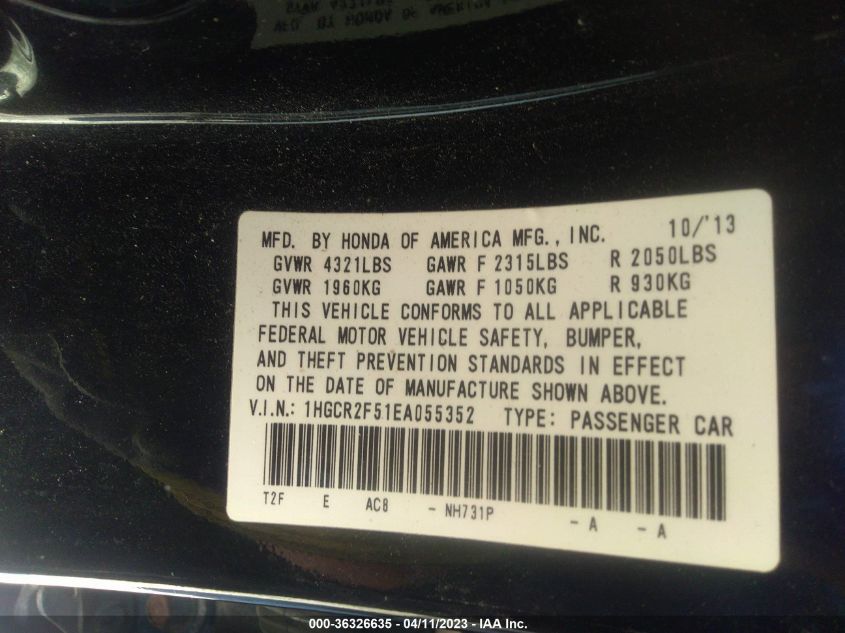 MFD. BY HONDA OF AMERICA MFG., INC. 10/'13
GVWR 4321LBS GAWR F 2315LBS R 2050LBS
GVWR 1960KG GAWR F 1050KG R 930KG
THIS VEHICLE CONFORMS TO ALL APPLICABLE
FEDERAL MOTOR VEHICLE SAFETY, BUMPER,
AND THEFT PREVENTION STANDARDS IN EFFECT
ON THE DATE OF MANUFACTURE SHOWN ABOVE.
V.I.N.: 1HGCR2F51EA055352 TYPE: PASSENGER CAR
T2F E AC8 - NH731P - A - A
000-36326635 - 04/11/2023 - IAA Inc.